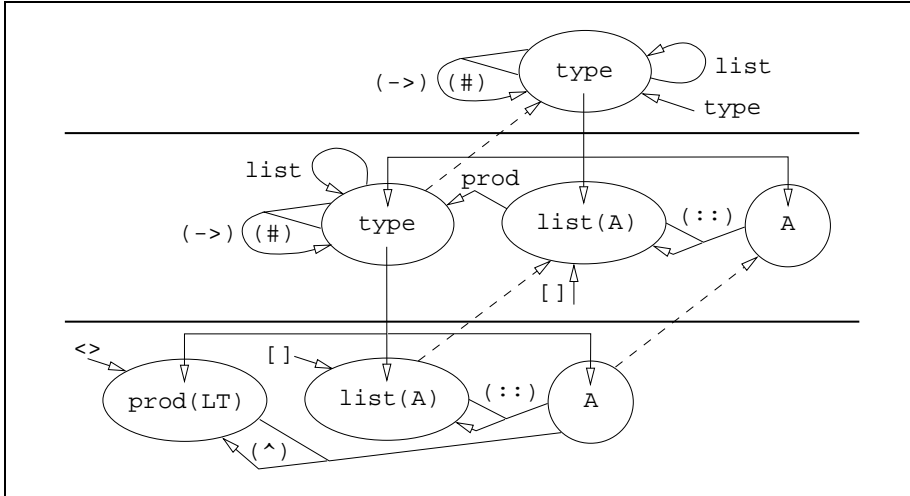 type
(->) (#)
list
type
list
prod
type
list(A)
(::)
A
(->) (#)
[]
<>
[]
prod(LT)
list(A)
(::)
A
(^)